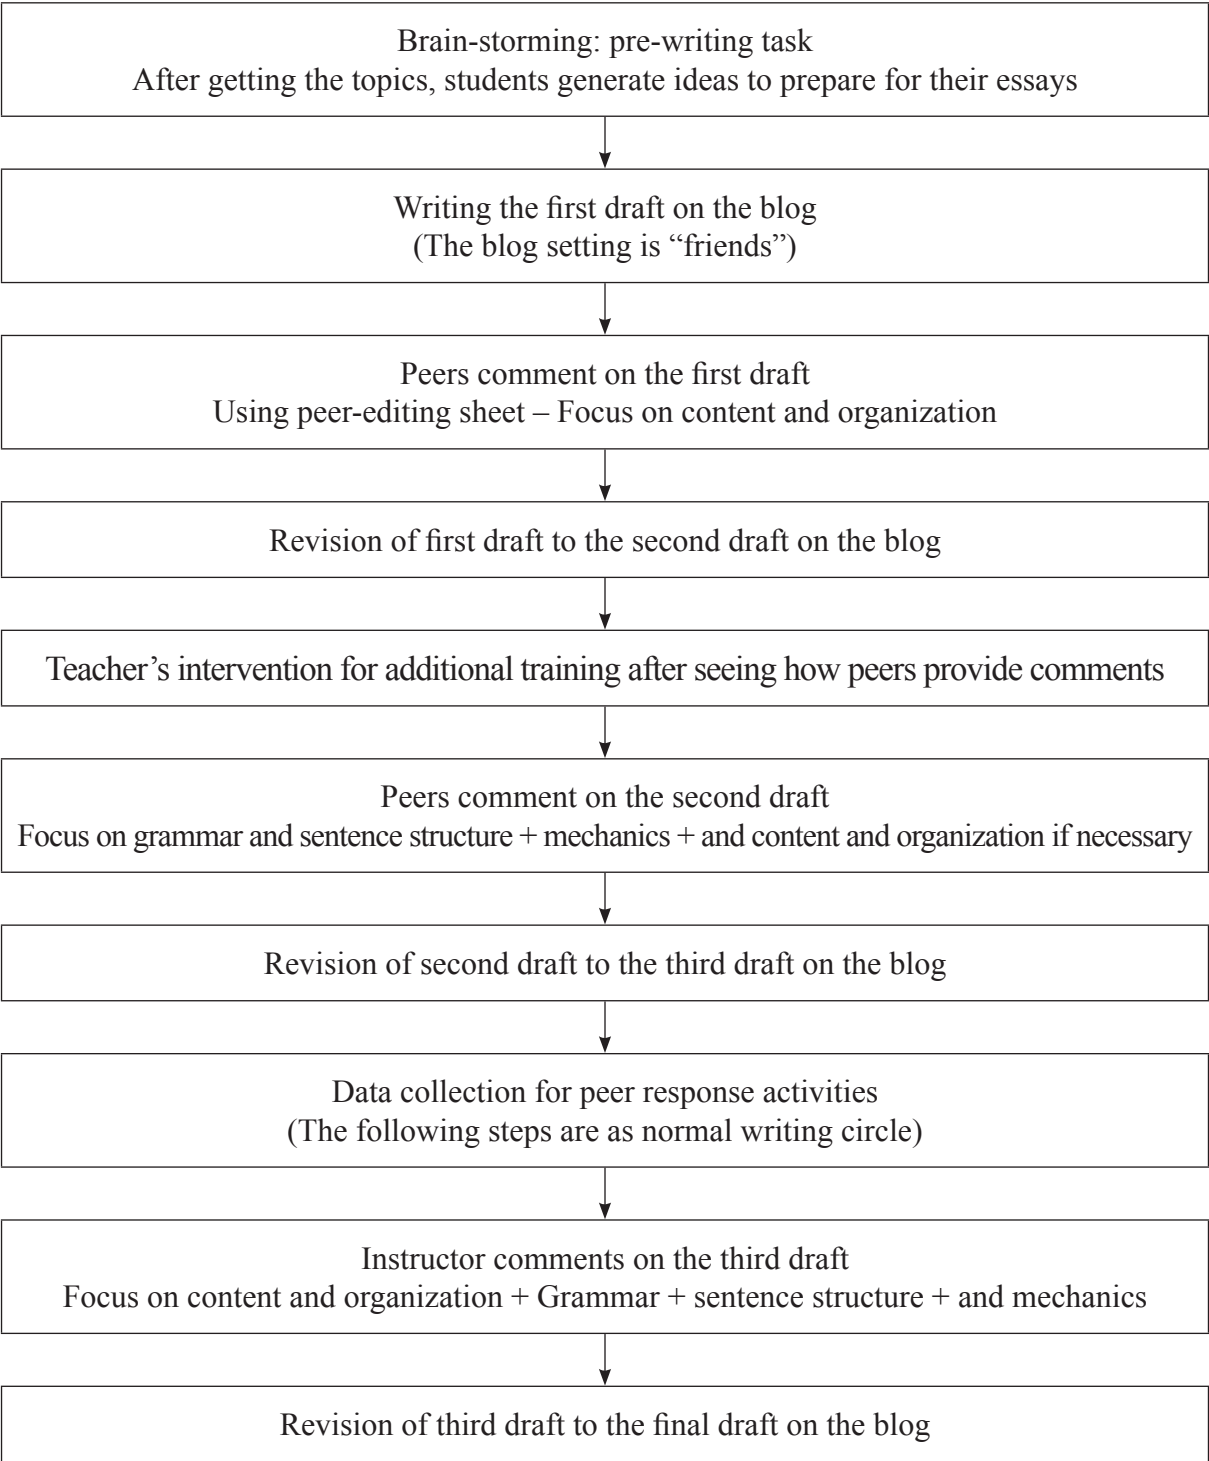 Brain-storming: pre-writing task
After getting the topics, students generate ideas to prepare for their essays
Writing the first draft on the blog
(The blog setting is “friends”)
Peers comment on the first draft
Using peer-editing sheet – Focus on content and organization
Revision of first draft to the second draft on the blog
Teacher’s intervention for additional training after seeing how peers provide comments
Peers comment on the second draft
Focus on grammar and sentence structure + mechanics + and content and organization if necessary
Revision of second draft to the third draft on the blog
Data collection for peer response activities
(The following steps are as normal writing circle)
Instructor comments on the third draft
Focus on content and organization + Grammar + sentence structure + and mechanics
Revision of third draft to the final draft on the blog